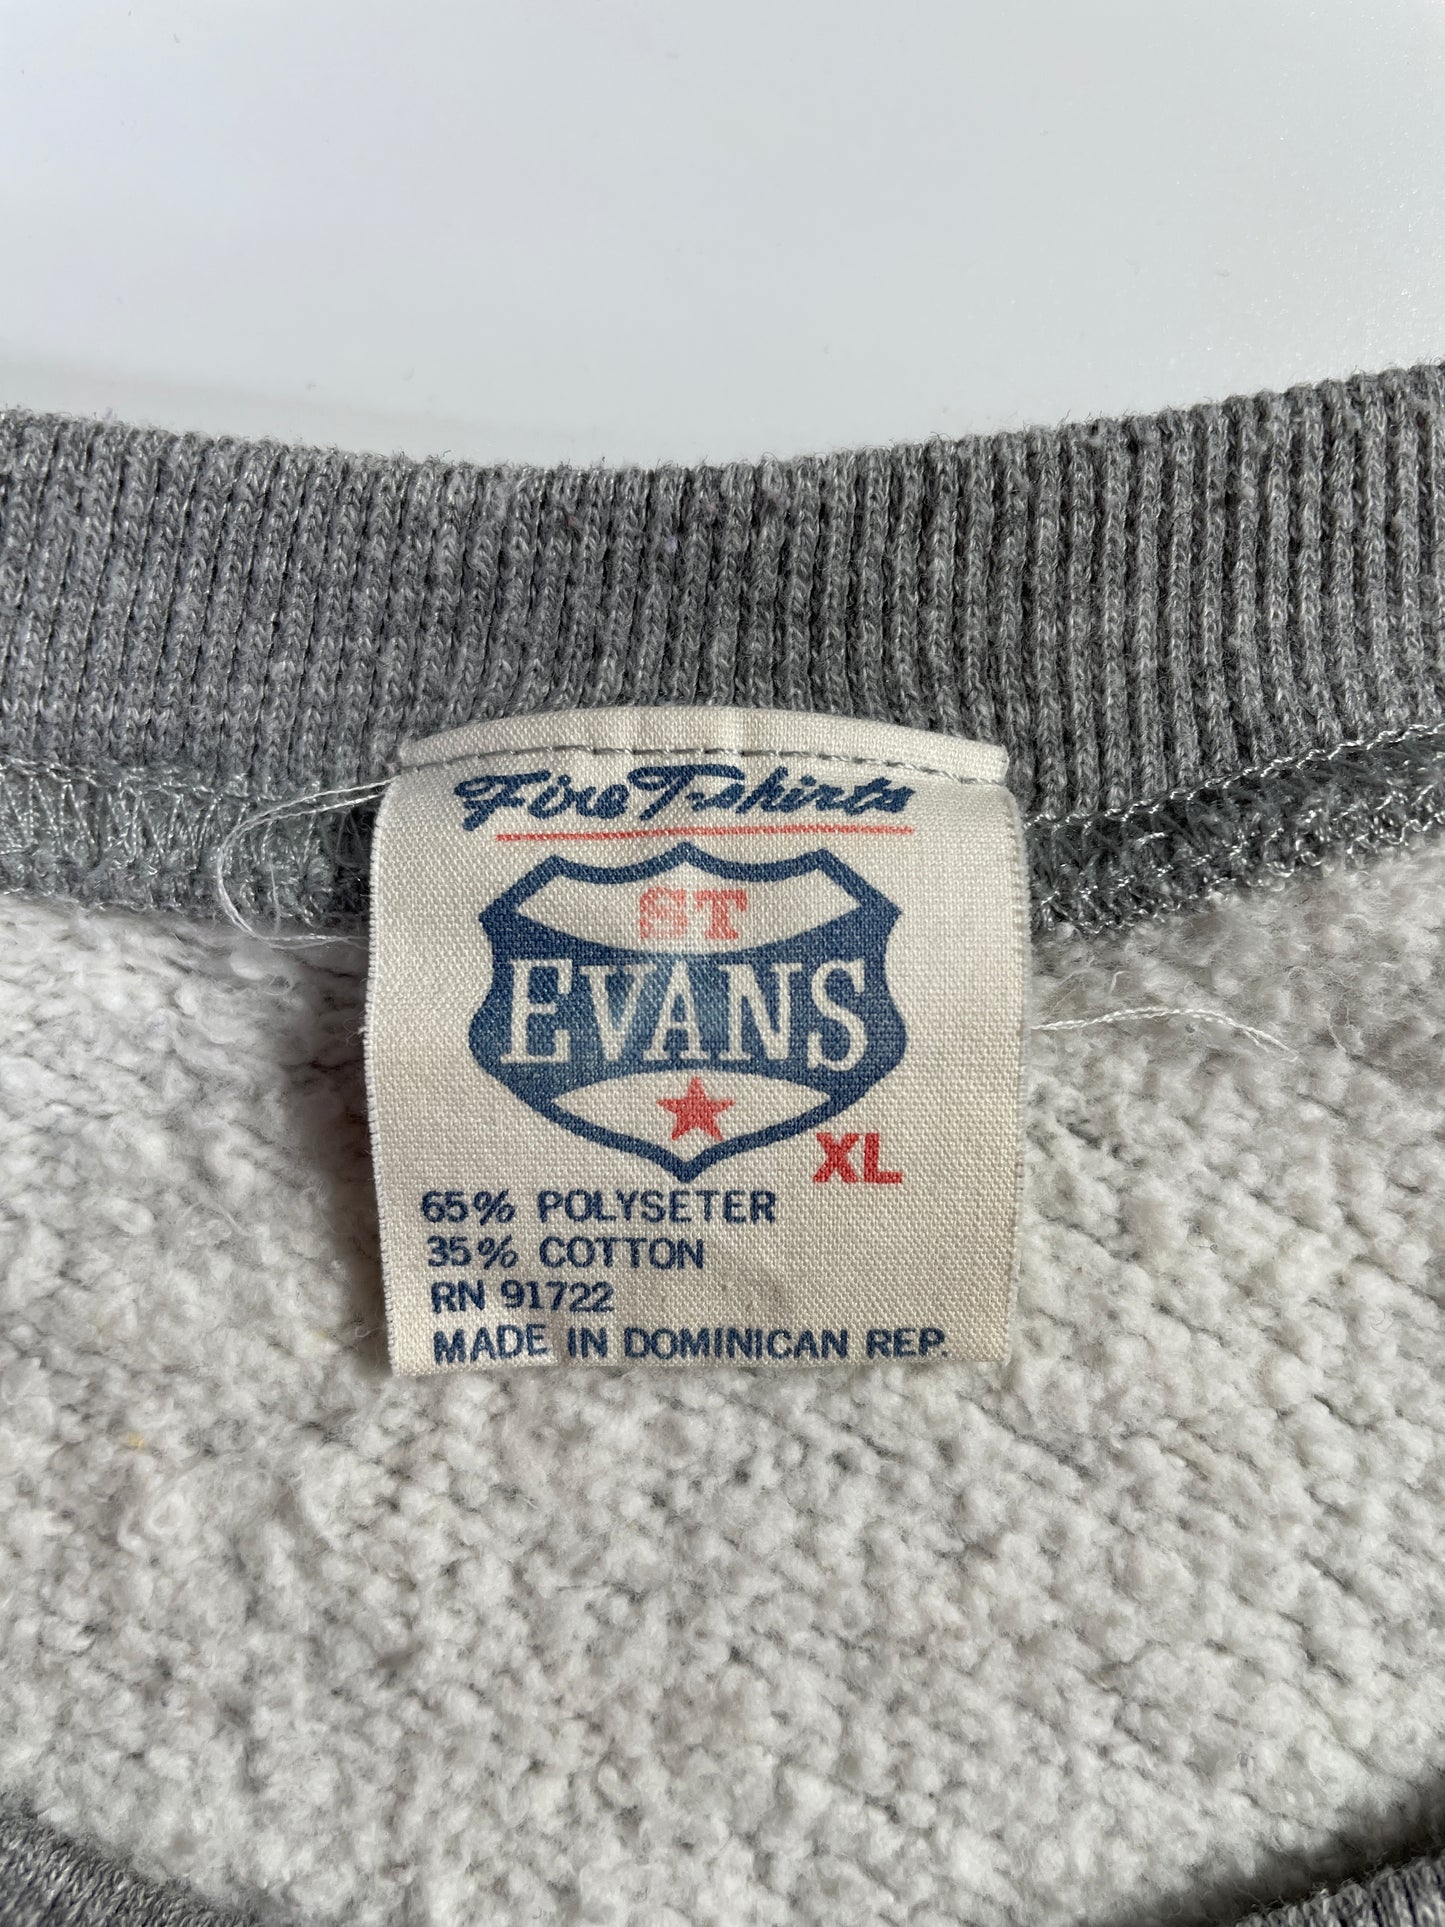 Fine T-shirts
ST
EVANS
XL
65% POLYSETER
35% COTTON
RN 91722
MADE IN DOMINICAN REP.